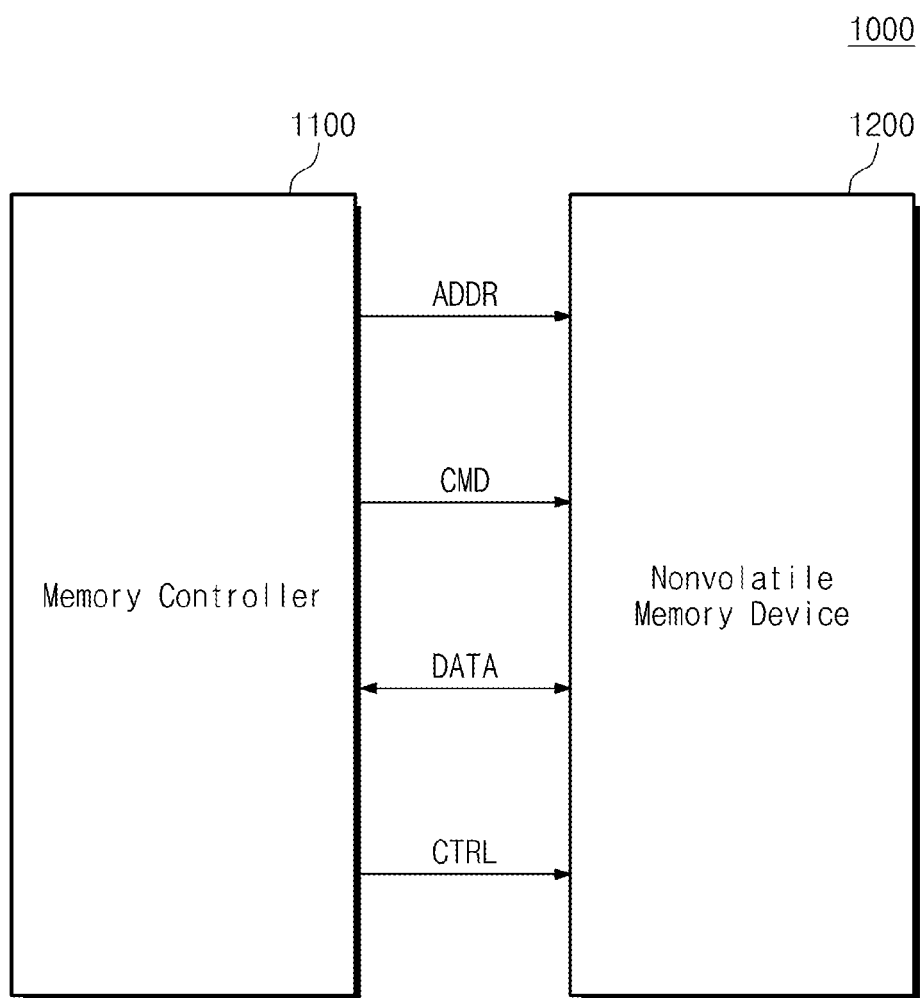 1000
1100
1200
ADDR
CMD
Memory Controller
Nonvolatile
Memory Device
DATA
CTRL